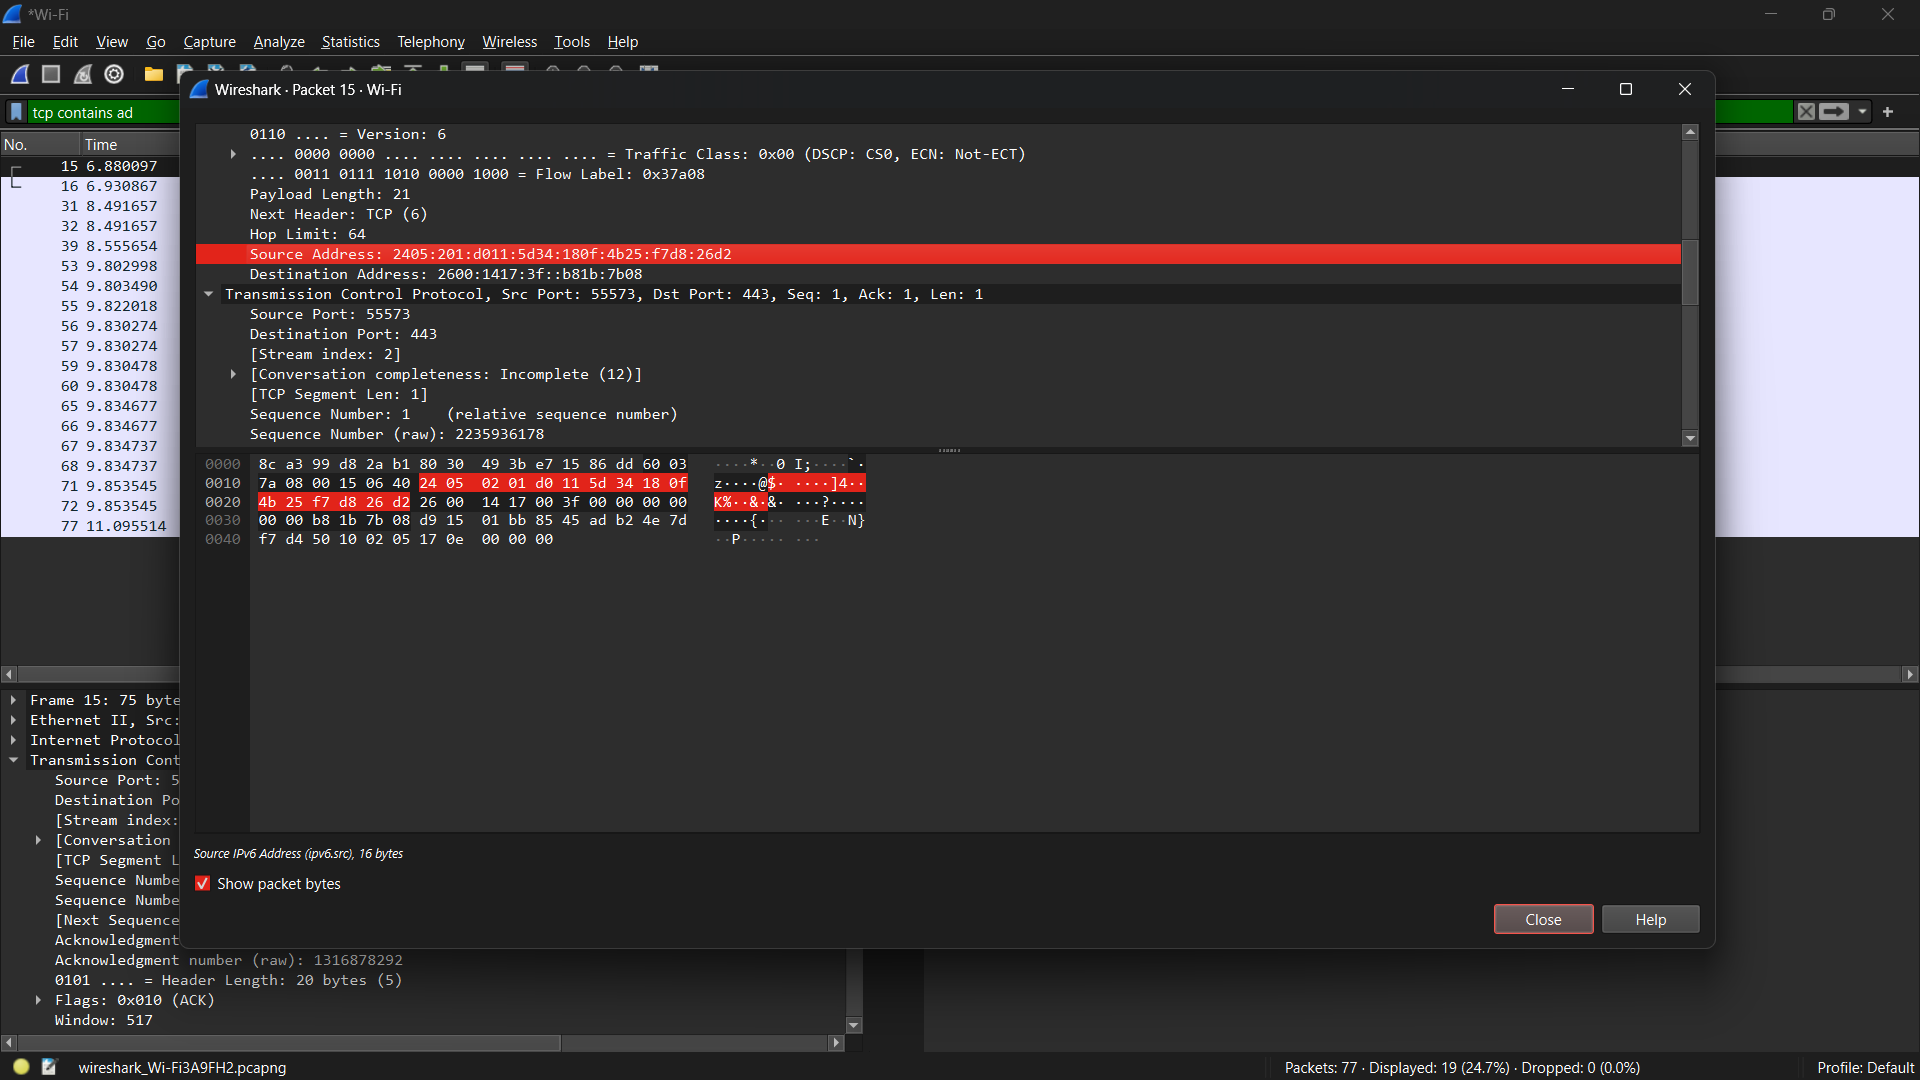 *Wi-Fi
File Edit View Go Capture Analyze Statistics Telephony Wireless Tools Help
tcp contains ad
No. Time
15 6.880097
16 6.930867
31 8.491657
32 8.491657
39 8.555654
53 9.802998
54 9.803490
55 9.822018
56 9.830274
57 9.830274
59 9.830478
60 9.830478
65 9.834677
66 9.834677
67 9.834737
68 9.834737
71 9.853545
72 9.853545
77 11.095514
Wireshark · Packet 15 · Wi-Fi
0110 .... = Version: 6
.... 0000 0000 .... .... .... .... .... = Traffic Class: 0x00 (DSCP: CS0, ECN: Not-ECT)
.... 0011 0111 1010 0000 1000 = Flow Label: 0x37a08
Payload Length: 21
Next Header: TCP (6)
Hop Limit: 64
Source Address: 2405:201:d011:5d34:180f:4b25:f7d8:26d2
Destination Address: 2600:1417:3f::b81b:7b08
Transmission Control Protocol, Src Port: 55573, Dst Port: 443, Seq: 1, Ack: 1, Len: 1
Source Port: 55573
Destination Port: 443
[Stream index: 2]
[Conversation completeness: Incomplete (12)]
[TCP Segment Len: 1]
Sequence Number: 1 (relative sequence number)
Sequence Number (raw): 2235936178
0000 8c a3 99 d8 2a b1 80 30 49 3b e7 15 86 dd 60 03 ····*··0 I;····`·
0010 7a 08 00 15 06 40 24 05 02 01 d0 11 5d 34 18 0f z····@$· ····]4··
0020 4b 25 f7 d8 26 d2 26 00 14 17 00 3f 00 00 00 00 K%··&·&· ···?····
0030 00 00 b8 1b 7b 08 d9 15 01 bb 85 45 ad b2 4e 7d ····{··· ···E··N}
0040 f7 d4 50 10 02 05 17 0e 00 00 00 ··P····· ···
Source IPv6 Address (ipv6.src), 16 bytes
Show packet bytes
Close Help
Frame 15: 75 byte
Ethernet II, Src:
Internet Protocol
Transmission Cont
Source Port: 5
Destination Po
[Stream index:
[Conversation
[TCP Segment L
Sequence Numbe
Sequence Numbe
[Next Sequence
Acknowledgment
Acknowledgment number (raw): 1316878292
0101 .... = Header Length: 20 bytes (5)
Flags: 0x010 (ACK)
Window: 517
wireshark_Wi-Fi3A9FH2.pcapng
Packets: 77 · Displayed: 19 (24.7%) · Dropped: 0 (0.0%)
Profile: Default